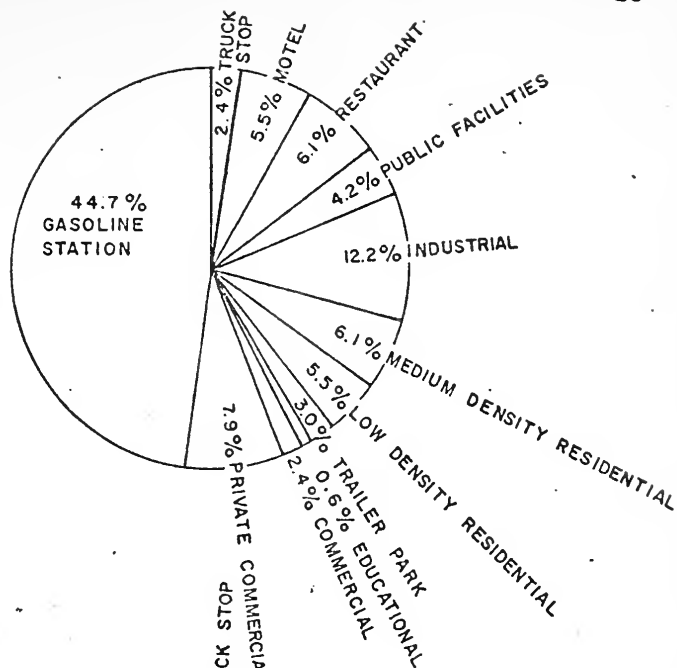 2.4% TRUCK
STOP
5.5% MOTEL
6.1% RESTAURANT
4.2% PUBLIC FACILITIES
12.2% INDUSTRIAL
6.1% MEDIUM DENSITY RESIDENTIAL
5.5% LOW DENSITY RESIDENTIAL
3.0% TRAILER PARK
0.6% EDUCATIONAL
2.4% COMMERCIAL
7.9% PRIVATE COMMERCIA
CK STOP
44.7%
GASOLINE
STATION